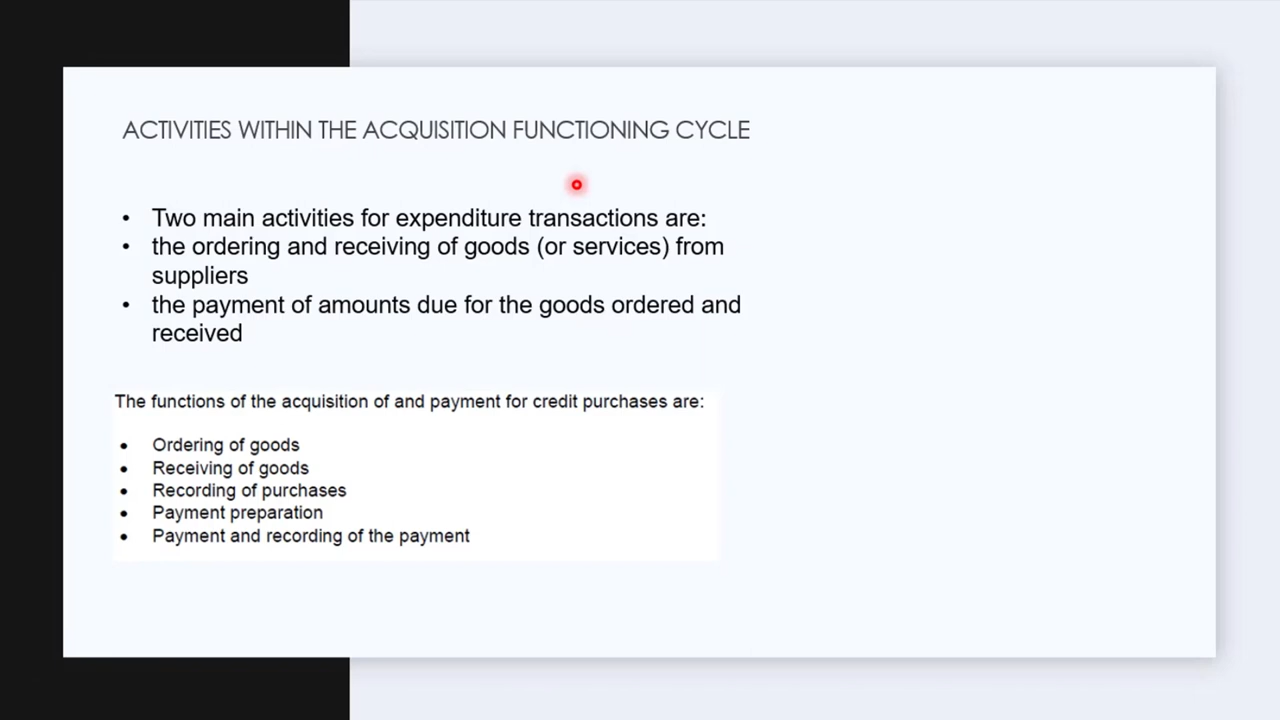 ACTIVITIES WITHIN THE ACQUISITION FUNCTIONING CYCLE
• Two main activities for expenditure transactions are:
• the ordering and receiving of goods (or services) from
suppliers
• the payment of amounts due for the goods ordered and
received
The functions of the acquisition of and payment for credit purchases are:
• Ordering of goods
• Receiving of goods
• Recording of purchases
• Payment preparation
• Payment and recording of the payment